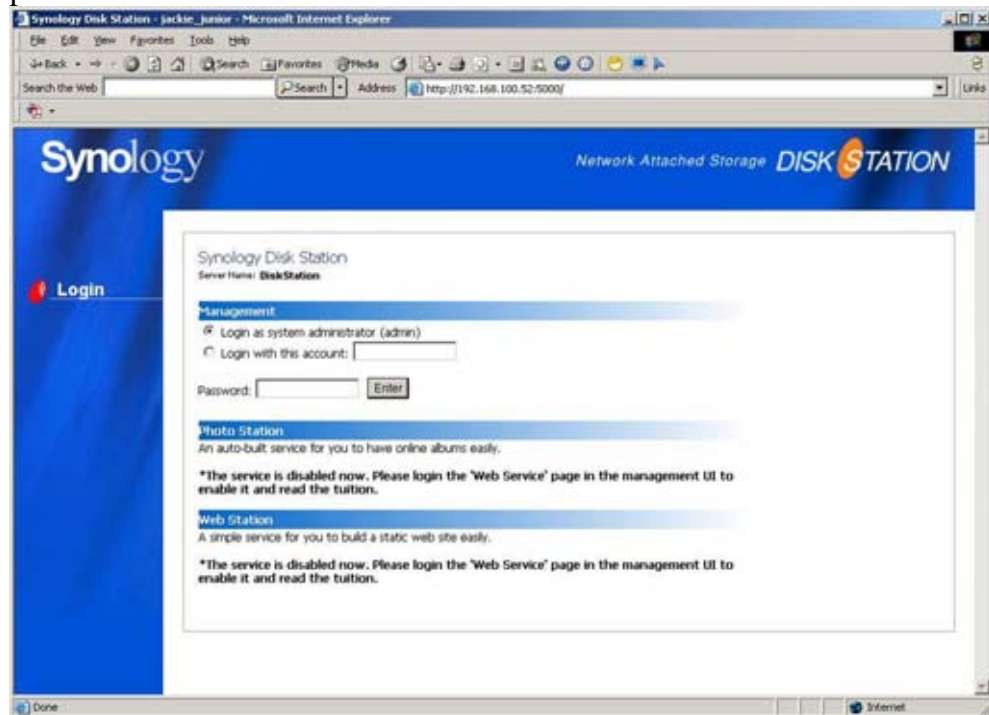 Synology Disk Station - jackie_junior - Microsoft Internet Explorer
File Edit View Favorites Tools Help
Back Search Favorites Media
Search the Web Search Address http://192.168.100.52:5000/ Links
Synology
Network Attached Storage DISK STATION
Login
Synology Disk Station
Server Name: DiskStation
Management
Login as system administrator (admin)
Login with this account:
Password: Enter
Photo Station
An auto-built service for you to have online albums easily.
*The service is disabled now. Please login the 'Web Service' page in the management UI to
enable it and read the tuition.
Web Station
A simple service for you to build a static web site easily.
*The service is disabled now. Please login the 'Web Service' page in the management UI to
enable it and read the tuition.
Done Internet